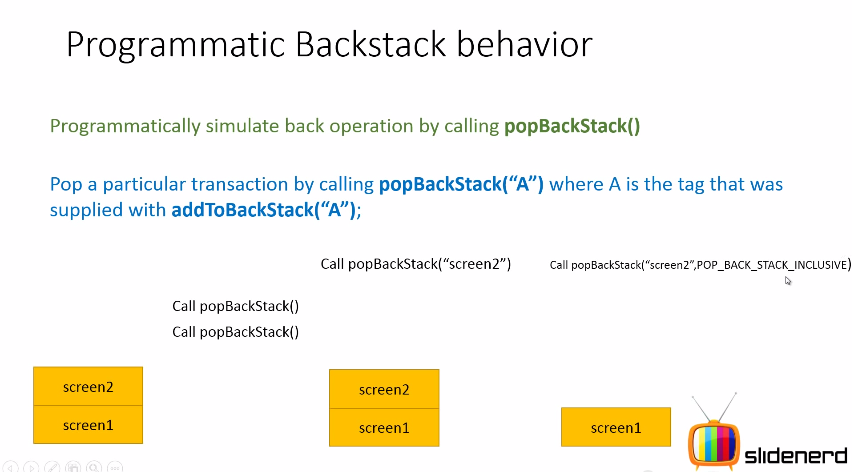 Programmatic Backstack behavior
Programmatically simulate back operation by calling popBackStack()
Pop a particular transaction by calling popBackStack(“A”) where A is the tag that was
supplied with addToBackStack(“A”);
Call popBackStack(“screen2”)
Call popBackStack(“screen2”,POP_BACK_STACK_INCLUSIVE)
Call popBackStack()
Call popBackStack()
screen2
screen1
screen2
screen1
screen1
slidenerd